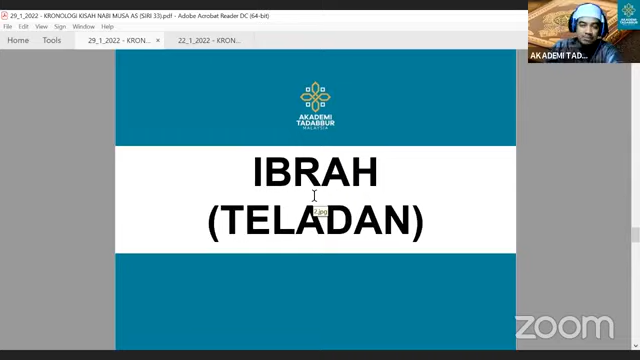 29_1_2022 - KRONOLOGI KISAH NABI MUSA AS (SIRI 33).pdf - Adobe Acrobat Reader DC (64-bit)
File Edit View Sign Window Help
Home Tools
29_1_2022 - KRON... ×
22_1_2022 - KRON...
AKADEMI
TADABBUR
MALAYSIA
IBRAH
(TELADAN)
AKADEMI TAD...
zoom